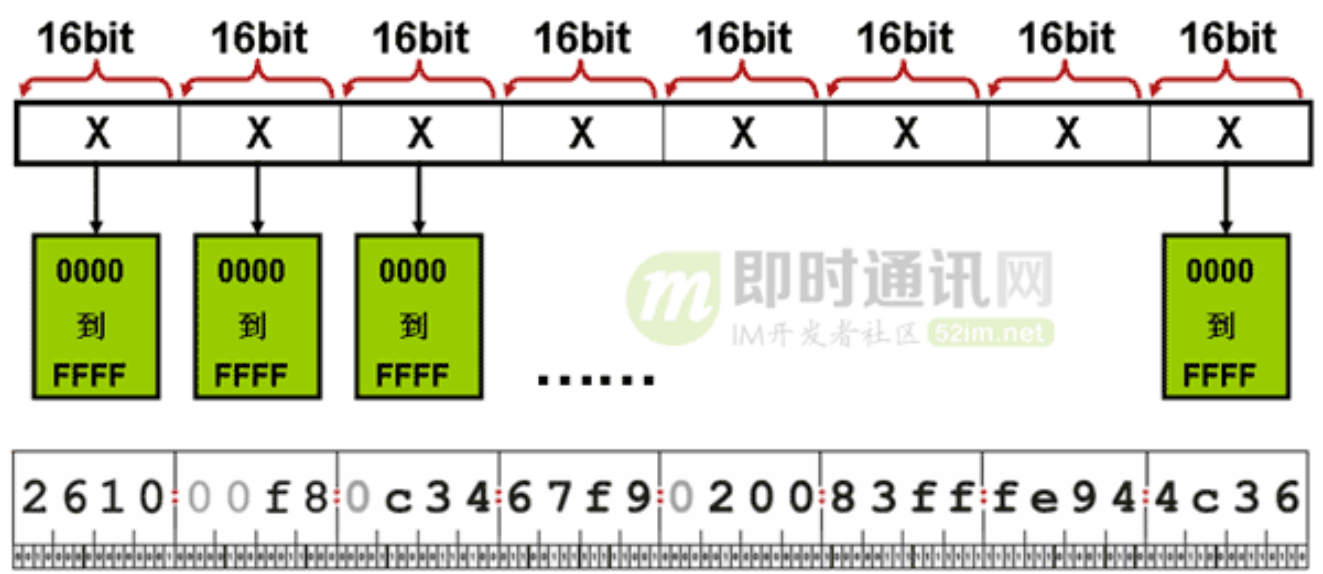 16bit 16bit 16bit 16bit 16bit 16bit 16bit 16bit
X X X X X X X X
0000 0000 0000 0000
到 到 到 到
FFFF FFFF FFFF ...... FFFF
m 即时通讯网
IM开发者社区 52im.net
2610:00f8:0c34:67f9:0200:83ff:fe94:4c36